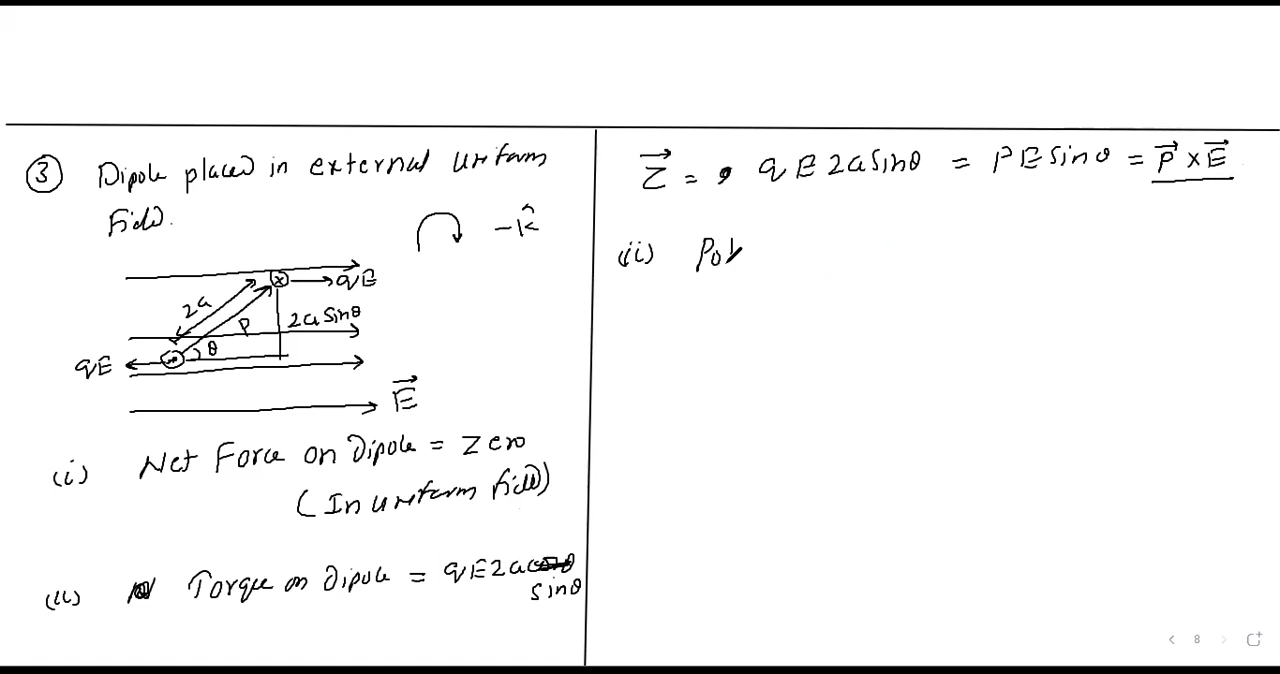 ③ Dipole placed in external uniform
Field.
-k̂
qE
2a
P
2a sinθ
θ
qE
E⃗
(i) Net Force on Dipole = Zero
(In uniform field)
(ii) Torque on Dipole = qE2a
sinθ
τ⃗ = qE2a sinθ = PE sinθ = P⃗ × E⃗
(ii) Pot
8